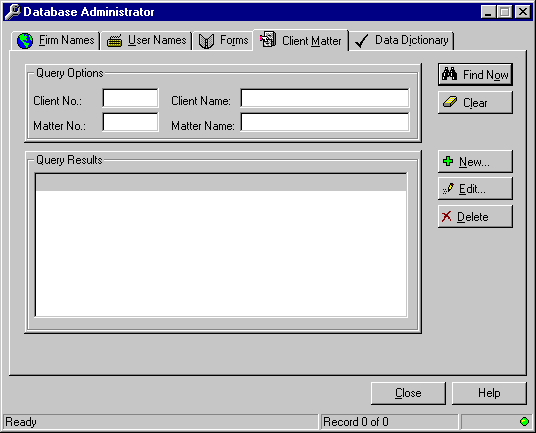 Database Administrator
Firm Names User Names Forms Client Matter Data Dictionary
Query Options
Client No.: Client Name: Find Now
Matter No.: Matter Name: Clear
Query Results
New...
Edit...
Delete
Close Help
Ready Record 0 of 0